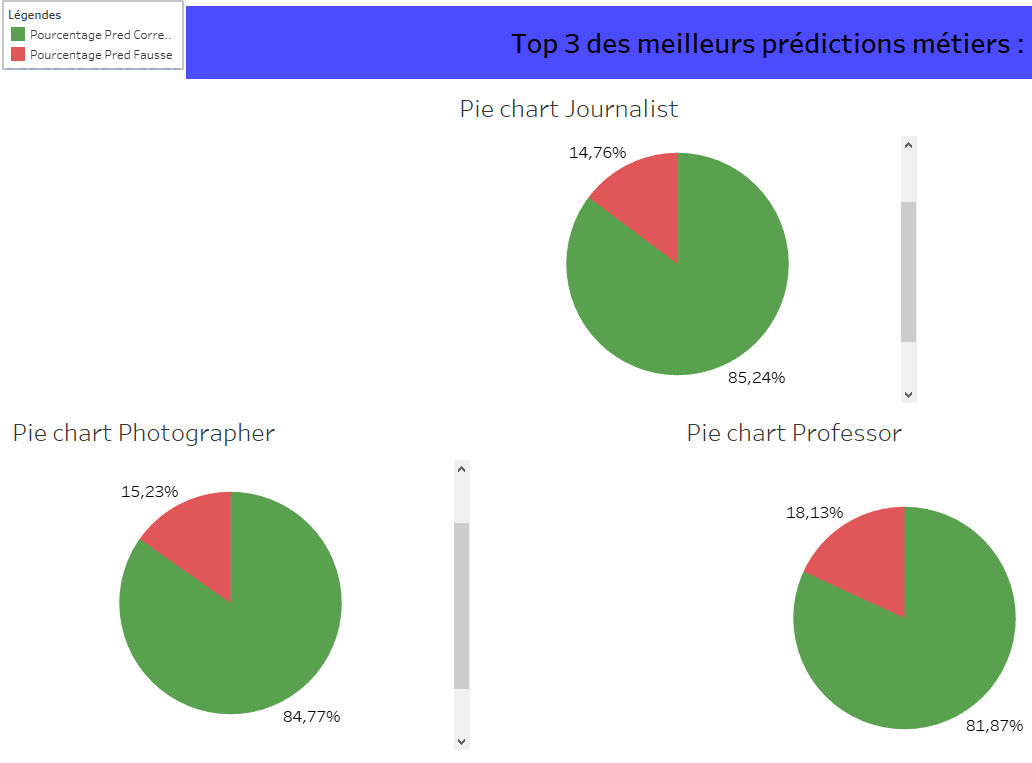 Légendes
Pourcentage Pred Corre..
Pourcentage Pred Fausse
Top 3 des meilleurs prédictions métiers :
Pie chart Journalist
14,76%
85,24%
Pie chart Photographer
15,23%
84,77%
Pie chart Professor
18,13%
81,87%